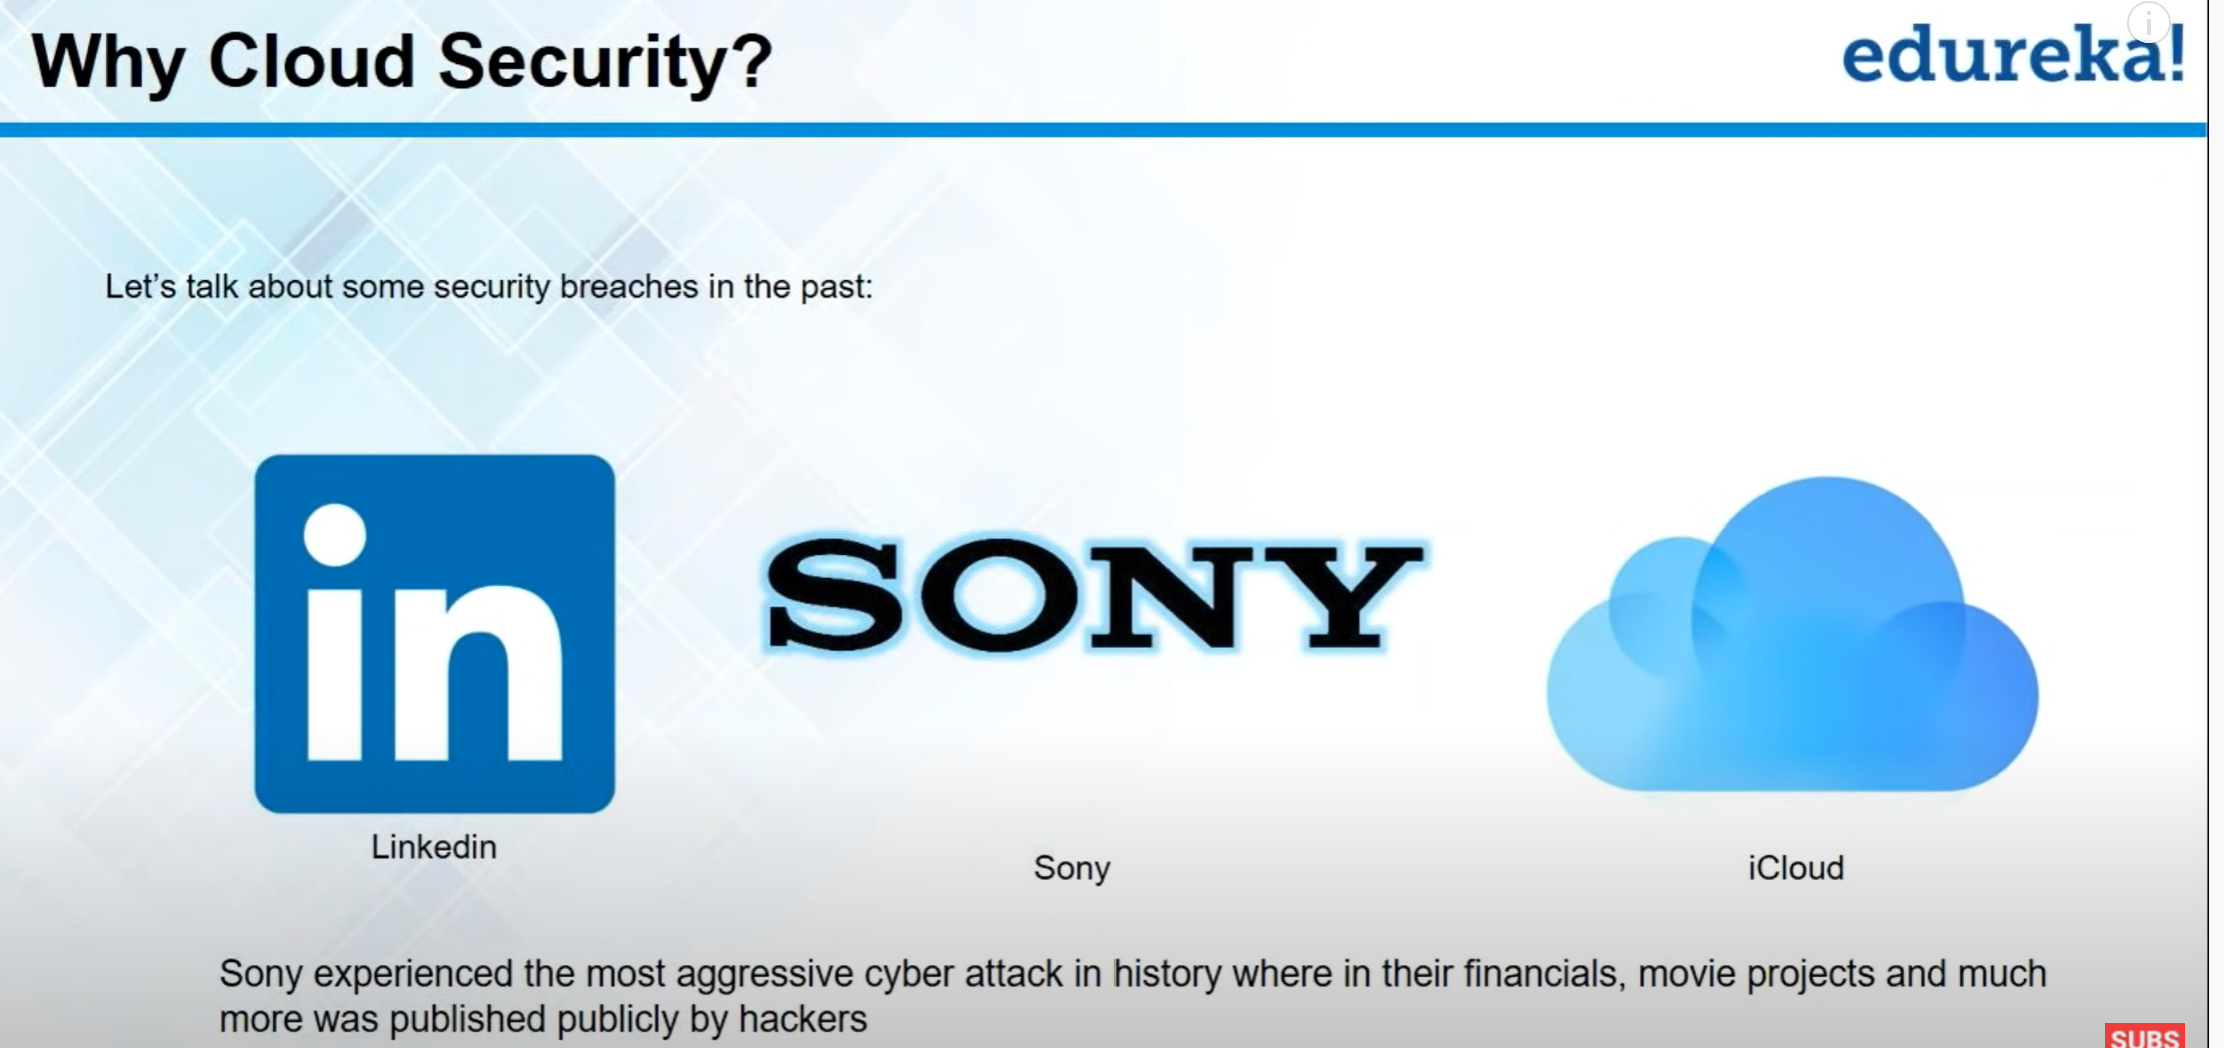 Why Cloud Security?
edureka!
i
Let’s talk about some security breaches in the past:
in
SONY
Linkedin
Sony
iCloud
Sony experienced the most aggressive cyber attack in history where in their financials, movie projects and much
more was published publicly by hackers
SUBS